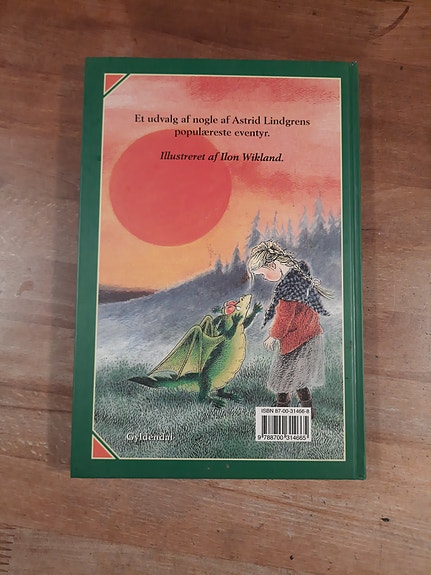 Et udvalg af nogle af Astrid Lindgrens
populæreste eventyr.
Illustreret af Ilon Wikland.
ISBN 87-00-31466-8
9 788700 314665
Gyldendal